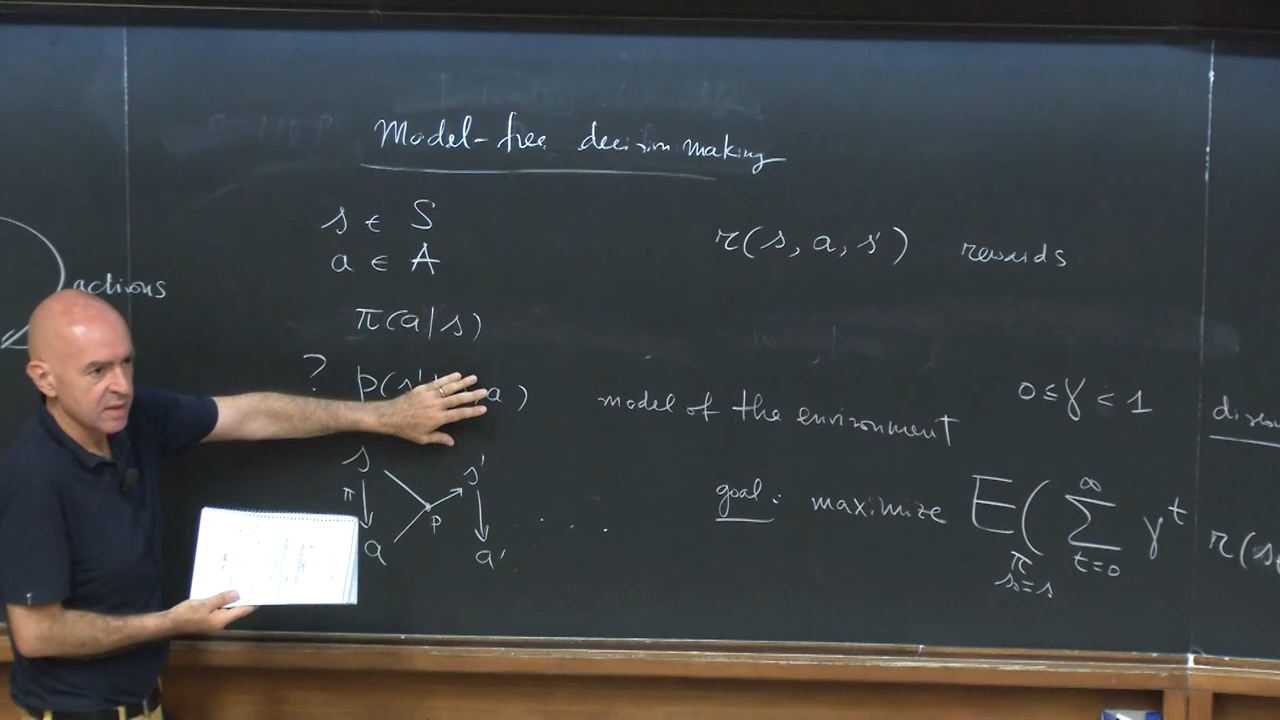 Model-free decision making
s ∈ S
a ∈ A
r(s, a, s') rewards
actions
π(a|s)
? p(s' a) model of the environment
0 ≤ γ < 1
s s'
π p
a a' . . . .
goal: maximize E( ∑ γ^t r(s
∞
t=0
π
s₀=s